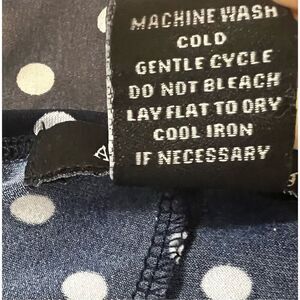 MACHINE WASH
COLD
GENTLE CYCLE
DO NOT BLEACH
LAY FLAT TO DRY
COOL IRON
IF NECESSARY